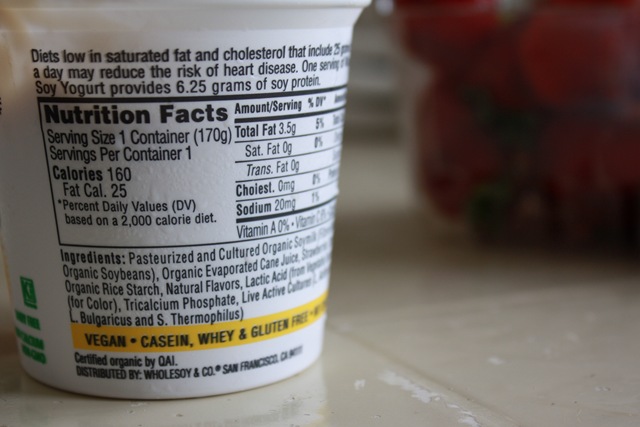 Diets low in saturated fat and cholesterol that include 25
a day may reduce the risk of heart disease. One serving
Soy Yogurt provides 6.25 grams of soy protein.
Nutrition Facts
Serving Size 1 Container (170g)
Servings Per Container 1
Calories 160
Fat Cal. 25
*Percent Daily Values (DV)
based on a 2,000 calorie diet.
Amount/Serving % DV*
Total Fat 3.5g 5%
Sat. Fat 0g 0%
Trans. Fat 0g
Cholest. 0mg 0%
Sodium 20mg 1%
Vitamin A 0% • Vitamin C
Ingredients: Pasteurized and Cultured Organic Soymilk
Organic Soybeans), Organic Evaporated Cane Juice,
Organic Rice Starch, Natural Flavors, Lactic Acid (from
(for Color), Tricalcium Phosphate, Live Active Cultures
L. Bulgaricus and S. Thermophilus)
VEGAN • CASEIN, WHEY & GLUTEN FREE
Certified organic by QAI.
DISTRIBUTED BY: WHOLESOY & CO.® SAN FRANCISCO, CA